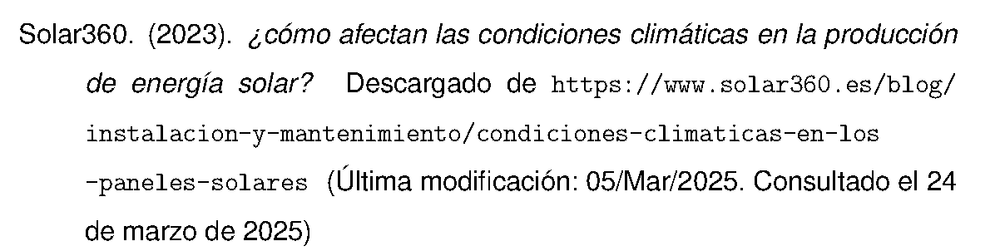 Solar360. (2023). ¿cómo afectan las condiciones climáticas en la producción
de energía solar? Descargado de https://www.solar360.es/blog/
instalacion-y-mantenimiento/condiciones-climaticas-en-los
-paneles-solares (Última modificación: 05/Mar/2025. Consultado el 24
de marzo de 2025)